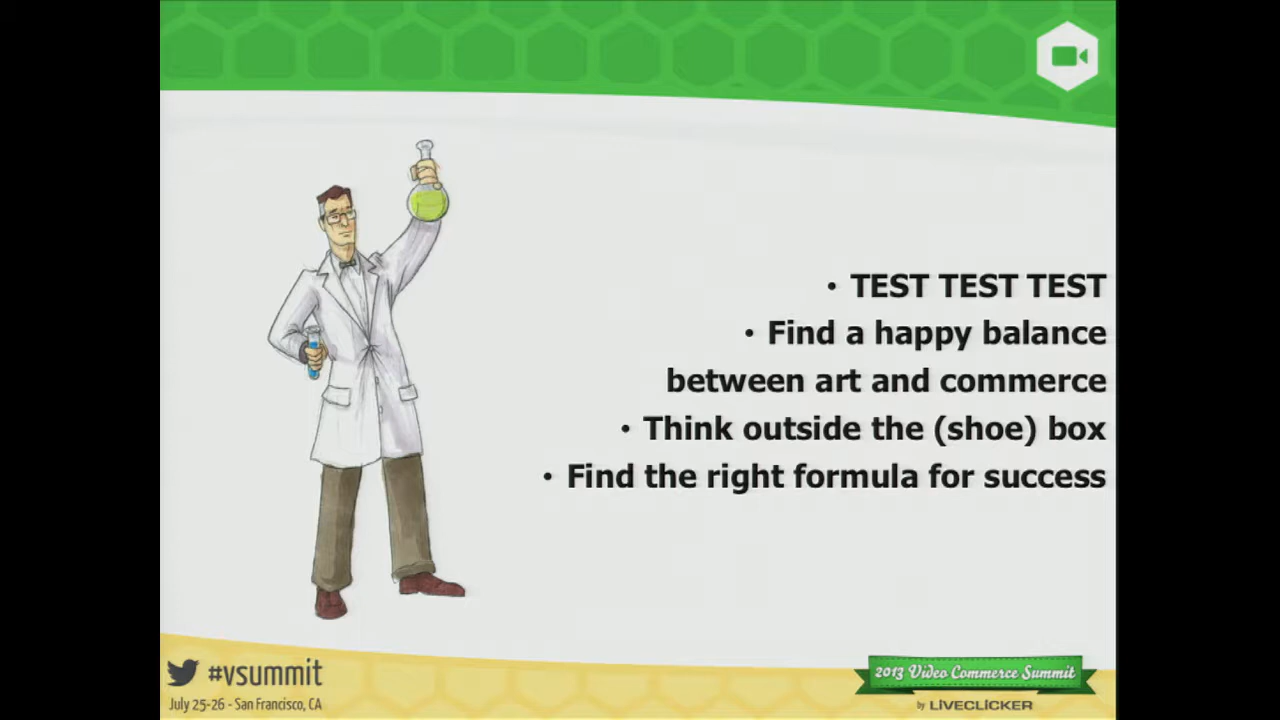 • TEST TEST TEST
• Find a happy balance
between art and commerce
• Think outside the (shoe) box
• Find the right formula for success
#vsummit
July 25-26 - San Francisco, CA
2013 Video Commerce Summit
by LIVECLICKER